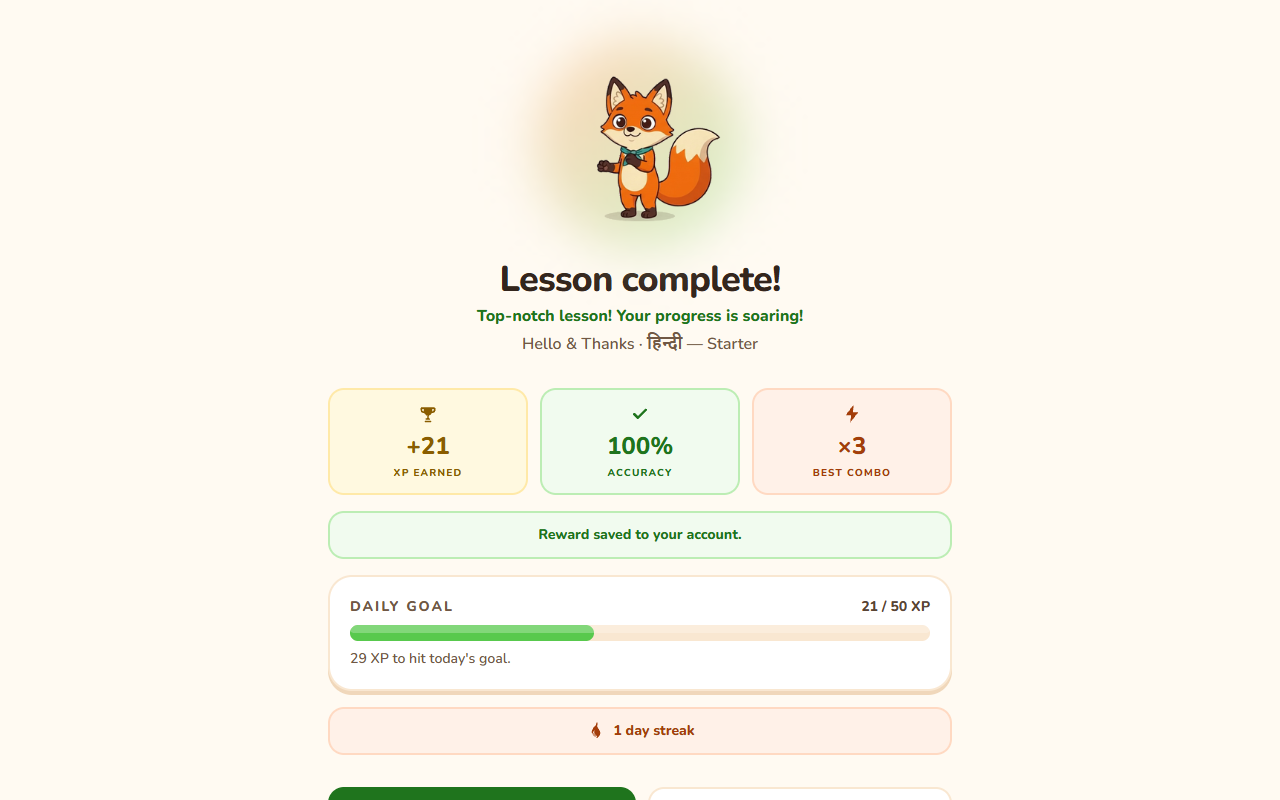 Lesson complete!
Top-notch lesson! Your progress is soaring!
Hello & Thanks · हिन्दी — Starter
+21
XP EARNED
100%
ACCURACY
×3
BEST COMBO
Reward saved to your account.
DAILY GOAL
21 / 50 XP
29 XP to hit today's goal.
1 day streak